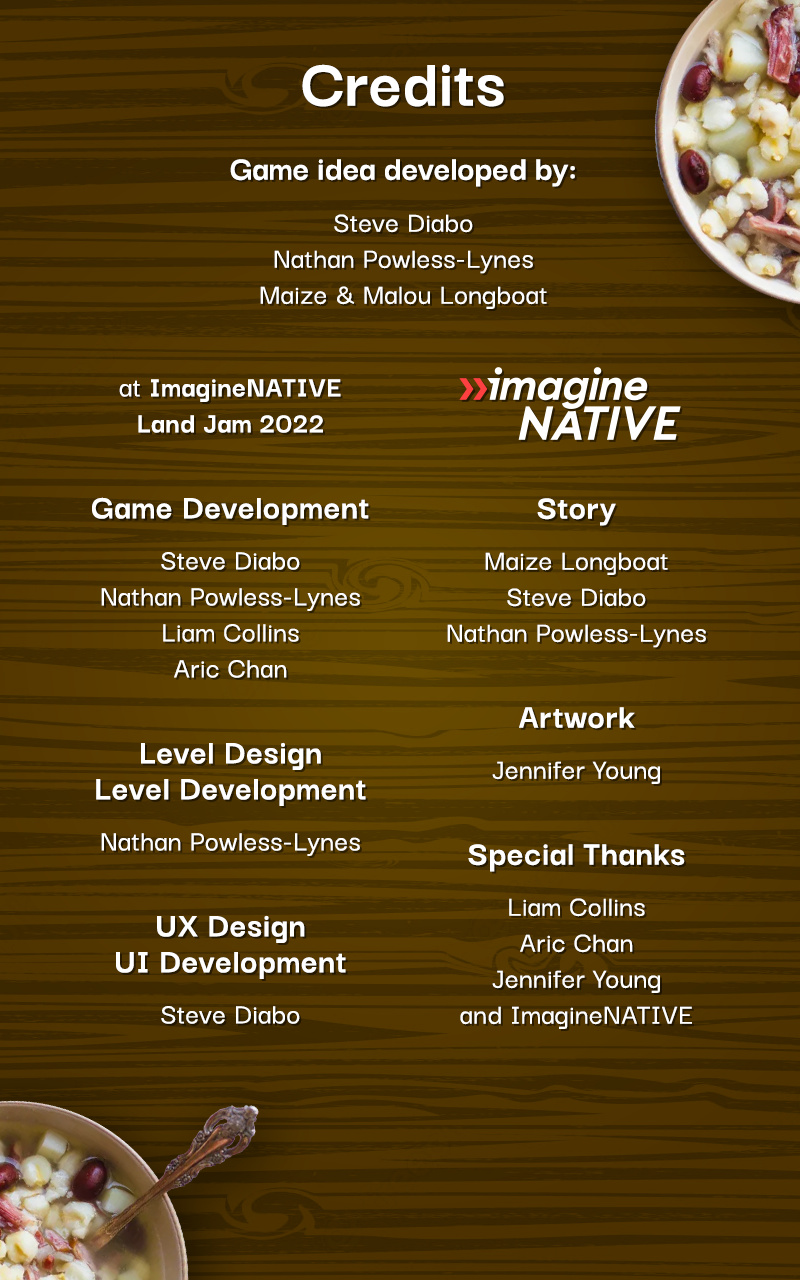 Credits
Game idea developed by:
Steve Diabo
Nathan Powless-Lynes
Maize & Malou Longboat
at ImagineNATIVE
Land Jam 2022
»imagine
NATIVE
Game Development
Steve Diabo
Nathan Powless-Lynes
Liam Collins
Aric Chan
Level Design
Level Development
Nathan Powless-Lynes
UX Design
UI Development
Steve Diabo
Story
Maize Longboat
Steve Diabo
Nathan Powless-Lynes
Artwork
Jennifer Young
Special Thanks
Liam Collins
Aric Chan
Jennifer Young
and ImagineNATIVE